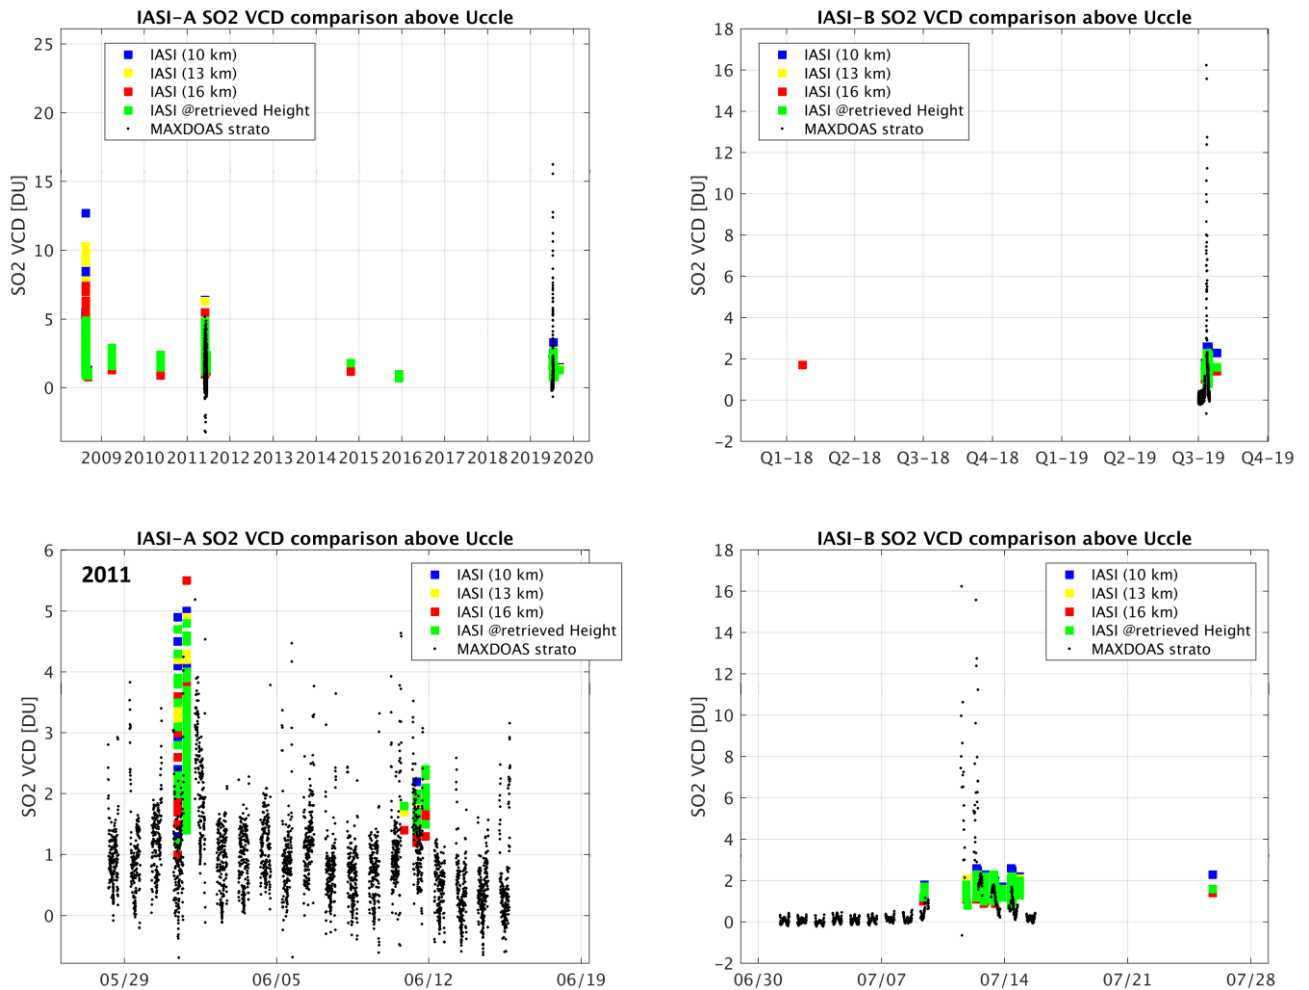 IASI-A SO2 VCD comparison above Uccle
25
20
15
10
5
0
SO2 VCD [DU]
IASI (10 km)
IASI (13 km)
IASI (16 km)
IASI @retrieved Height
MAXDOAS strato
2009 2010 2011 2012 2013 2014 2015 2016 2017 2018 2019 2020
IASI-B SO2 VCD comparison above Uccle
18
16
14
12
10
8
6
4
2
0
-2
SO2 VCD [DU]
IASI (10 km)
IASI (13 km)
IASI (16 km)
IASI @retrieved Height
MAXDOAS strato
Q1-18 Q2-18 Q3-18 Q4-18 Q1-19 Q2-19 Q3-19 Q4-19
IASI-A SO2 VCD comparison above Uccle
6
5
4
3
2
1
0
SO2 VCD [DU]
2011
IASI (10 km)
IASI (13 km)
IASI (16 km)
IASI @retrieved Height
MAXDOAS strato
05/29 06/05 06/12 06/19
IASI-B SO2 VCD comparison above Uccle
18
16
14
12
10
8
6
4
2
0
-2
SO2 VCD [DU]
IASI (10 km)
IASI (13 km)
IASI (16 km)
IASI @retrieved Height
MAXDOAS strato
06/30 07/07 07/14 07/21 07/28